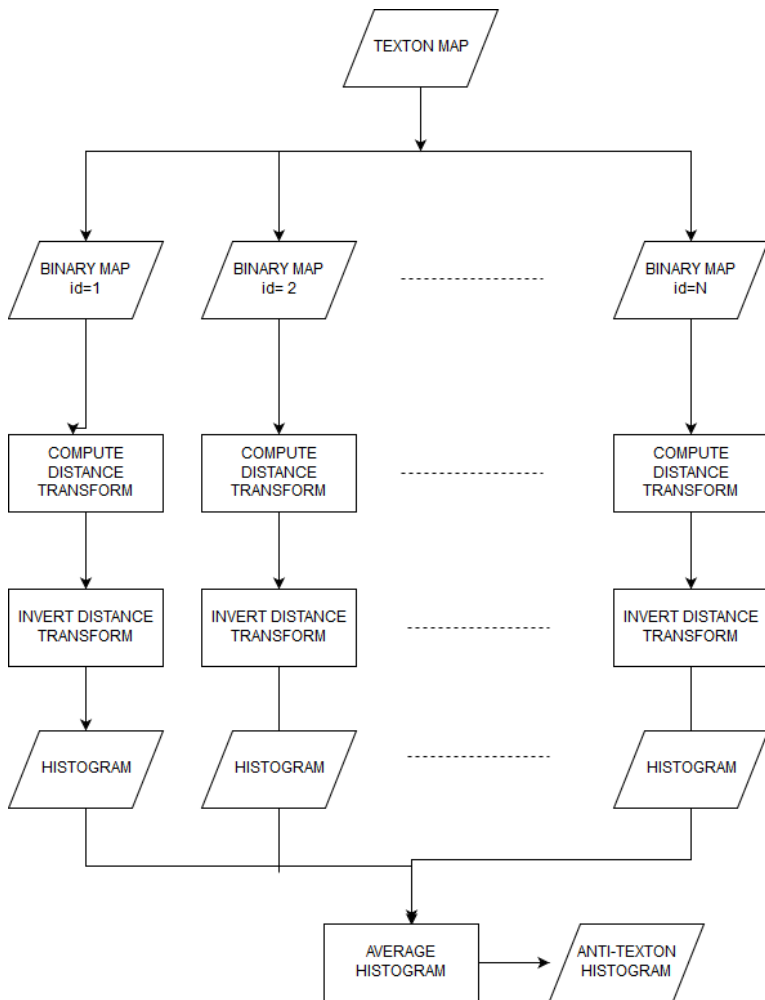 TEXTON MAP
BINARY MAP
id=1
BINARY MAP
id= 2
BINARY MAP
id=N
COMPUTE
DISTANCE
TRANSFORM
COMPUTE
DISTANCE
TRANSFORM
COMPUTE
DISTANCE
TRANSFORM
INVERT DISTANCE
TRANSFORM
INVERT DISTANCE
TRANSFORM
INVERT DISTANCE
TRANSFORM
HISTOGRAM
HISTOGRAM
HISTOGRAM
AVERAGE
HISTOGRAM
ANTI-TEXTON
HISTOGRAM